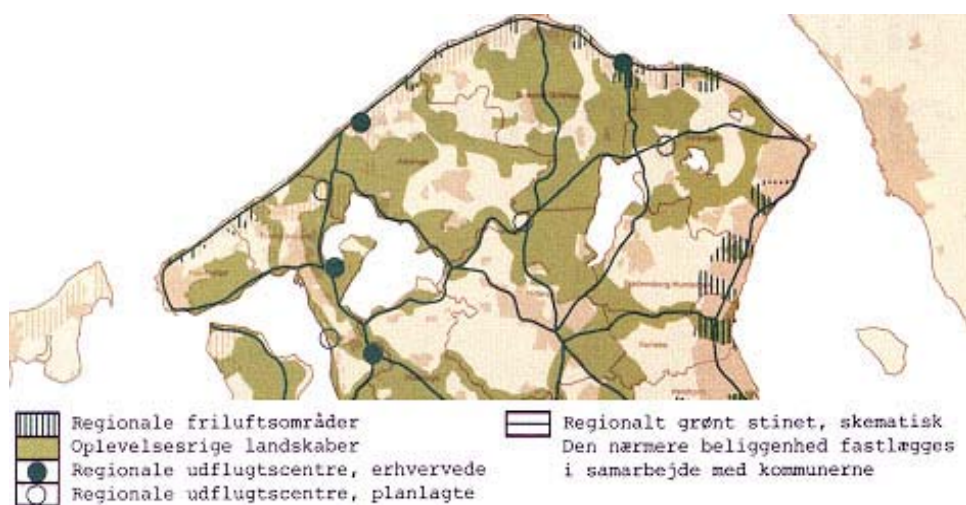 Regionale friluftsområder
Oplevelsesrige landskaber
Regionale udflugtscentre, erhvervede
Regionale udflugtscentre, planlagte
Regionalt grønt stinet, skematisk
Den nærmere beliggenhed fastlægges
i samarbejde med kommunerne